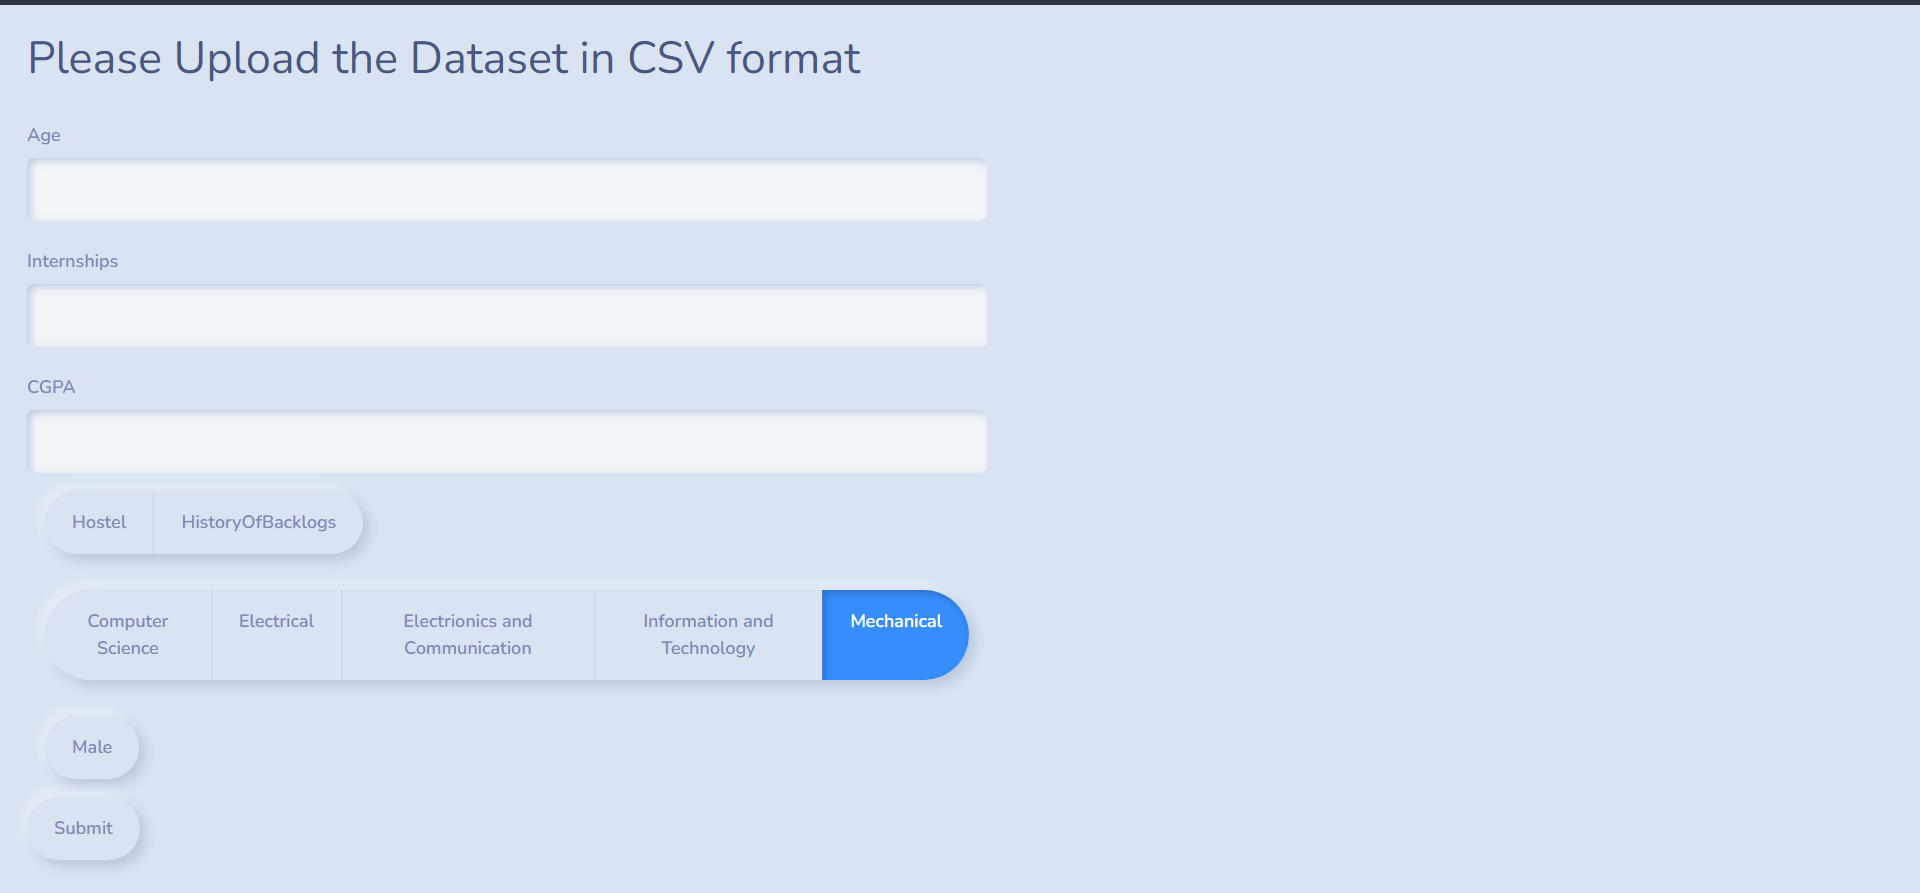 Please Upload the Dataset in CSV format
Age
Internships
CGPA
Hostel
HistoryOfBacklogs
Computer
Science
Electrical
Electrionics and
Communication
Information and
Technology
Mechanical
Male
Submit